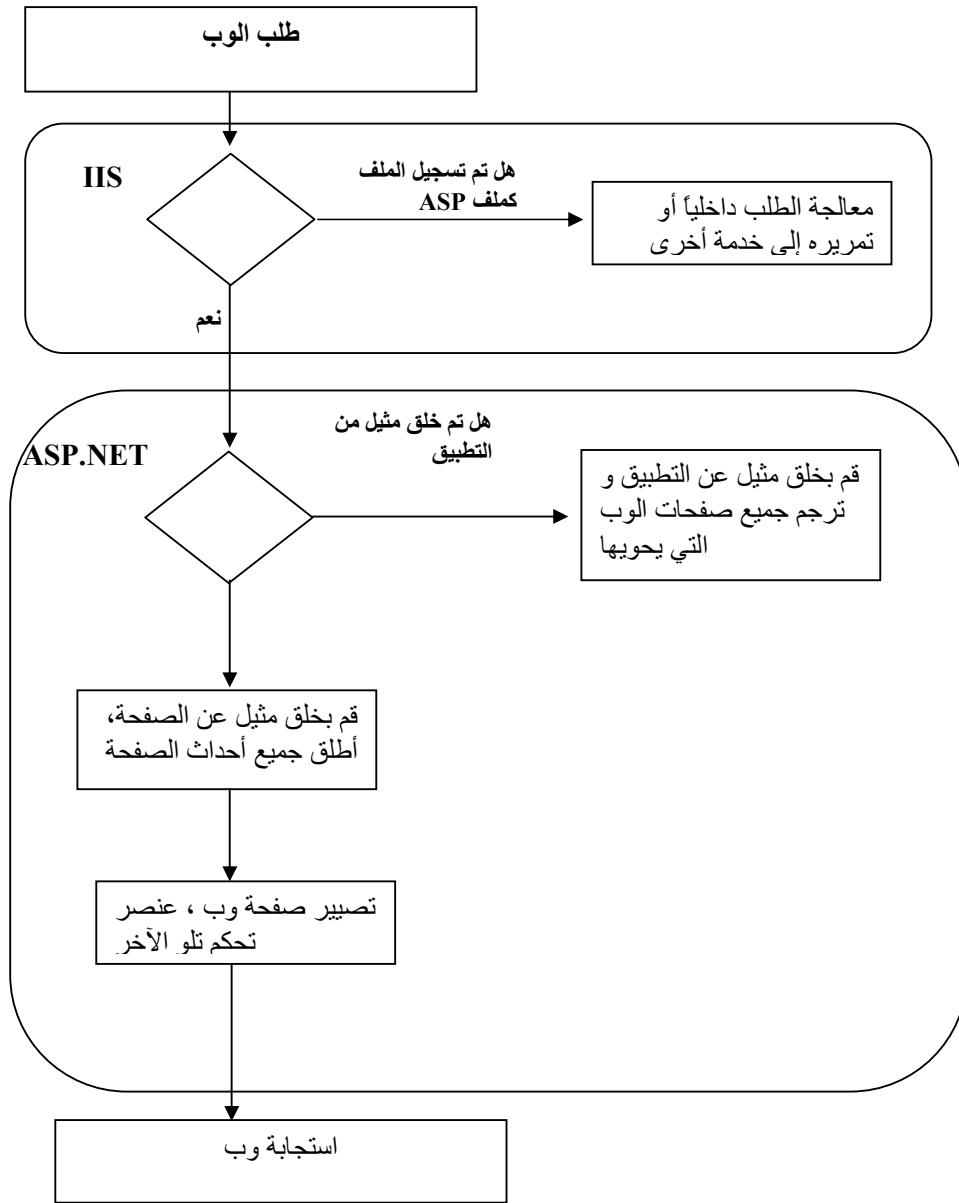 طلب الوب
IIS
هل تم تسجيل الملف
كملف ASP
معالجة الطلب داخلياً أو
تمريره إلى خدمة أخرى
نعم
ASP.NET
هل تم خلق مثيل من
التطبيق
قم بخلق مثيل عن التطبيق و
ترجم جميع صفحات الوب
التي يحويها
قم بخلق مثيل عن الصفحة،
أطلق جميع أحداث الصفحة
تصيير صفحة وب ، عنصر
تحكم تلو الآخر
استجابة وب